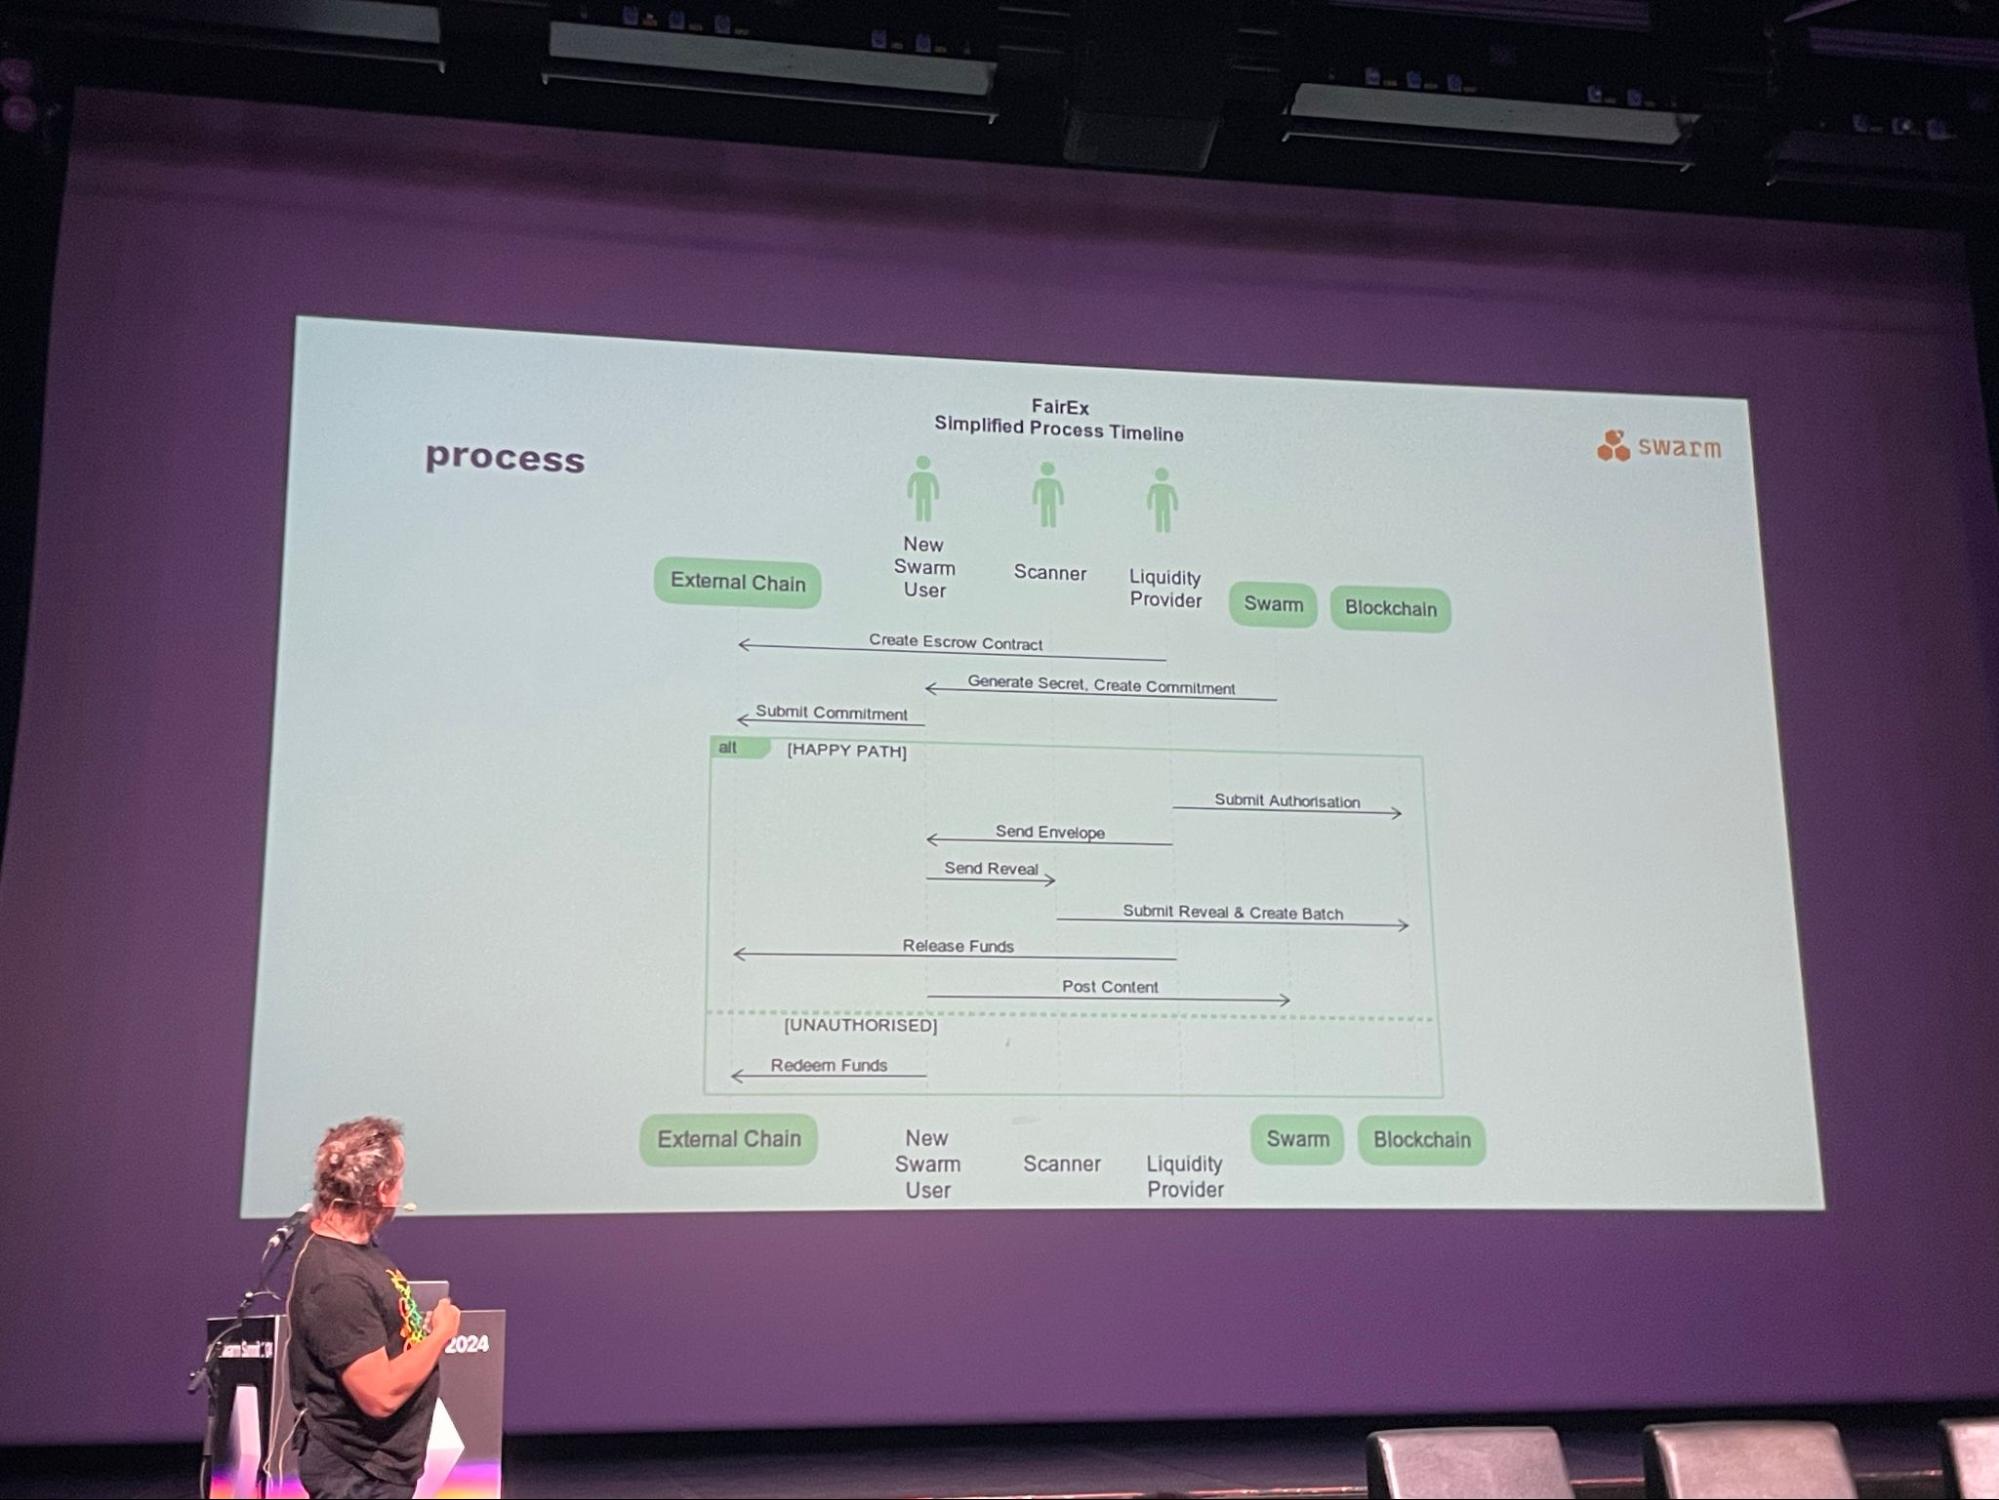 FairEx
Simplified Process Timeline
process
swarm
New
Swarm
User
Scanner
Liquidity
Provider
External Chain
Swarm
Blockchain
Create Escrow Contract
Generate Secret, Create Commitment
Submit Commitment
alt
[HAPPY PATH]
Submit Authorisation
Send Envelope
Send Reveal
Submit Reveal & Create Batch
Release Funds
Post Content
[UNAUTHORISED]
Redeem Funds
External Chain
New
Swarm
User
Scanner
Liquidity
Provider
Swarm
Blockchain
2024